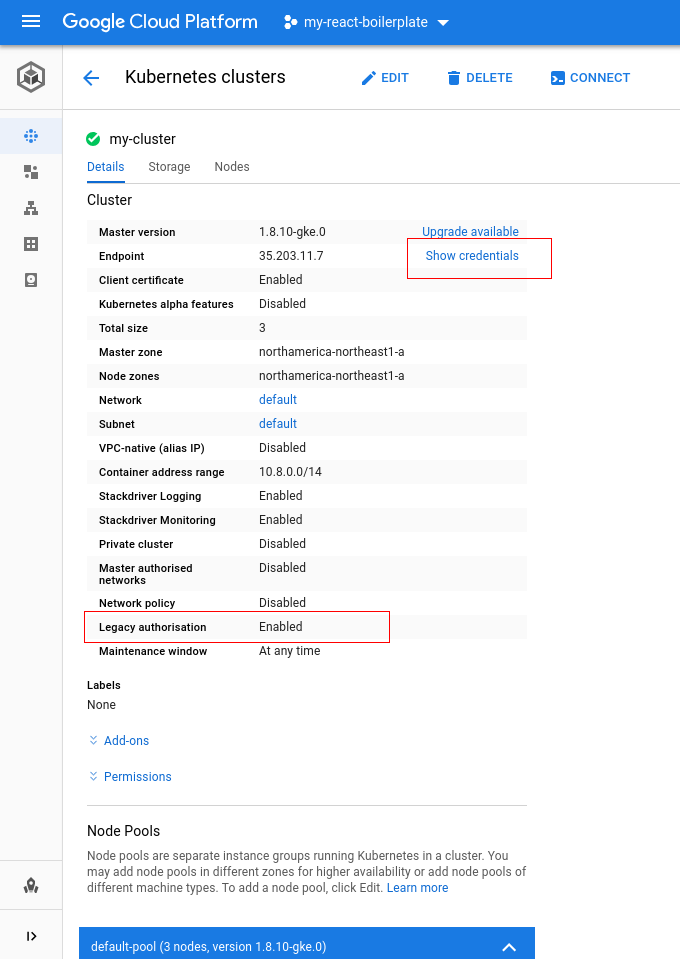 Google Cloud Platform my-react-boilerplate
Kubernetes clusters EDIT DELETE CONNECT
my-cluster
Details Storage Nodes
Cluster
Master version 1.8.10-gke.0 Upgrade available
Endpoint 35.203.11.7 Show credentials
Client certificate Enabled
Kubernetes alpha features Disabled
Total size 3
Master zone northamerica-northeast1-a
Node zones northamerica-northeast1-a
Network default
Subnet default
VPC-native (alias IP) Disabled
Container address range 10.8.0.0/14
Stackdriver Logging Enabled
Stackdriver Monitoring Enabled
Private cluster Disabled
Master authorised Disabled
networks
Network policy Disabled
Legacy authorisation Enabled
Maintenance window At any time
Labels
None
Add-ons
Permissions
Node Pools
Node pools are separate instance groups running Kubernetes in a cluster. You
may add node pools in different zones for higher availability or add node pools of
different machine types. To add a node pool, click Edit. Learn more
default-pool (3 nodes, version 1.8.10-gke.0)